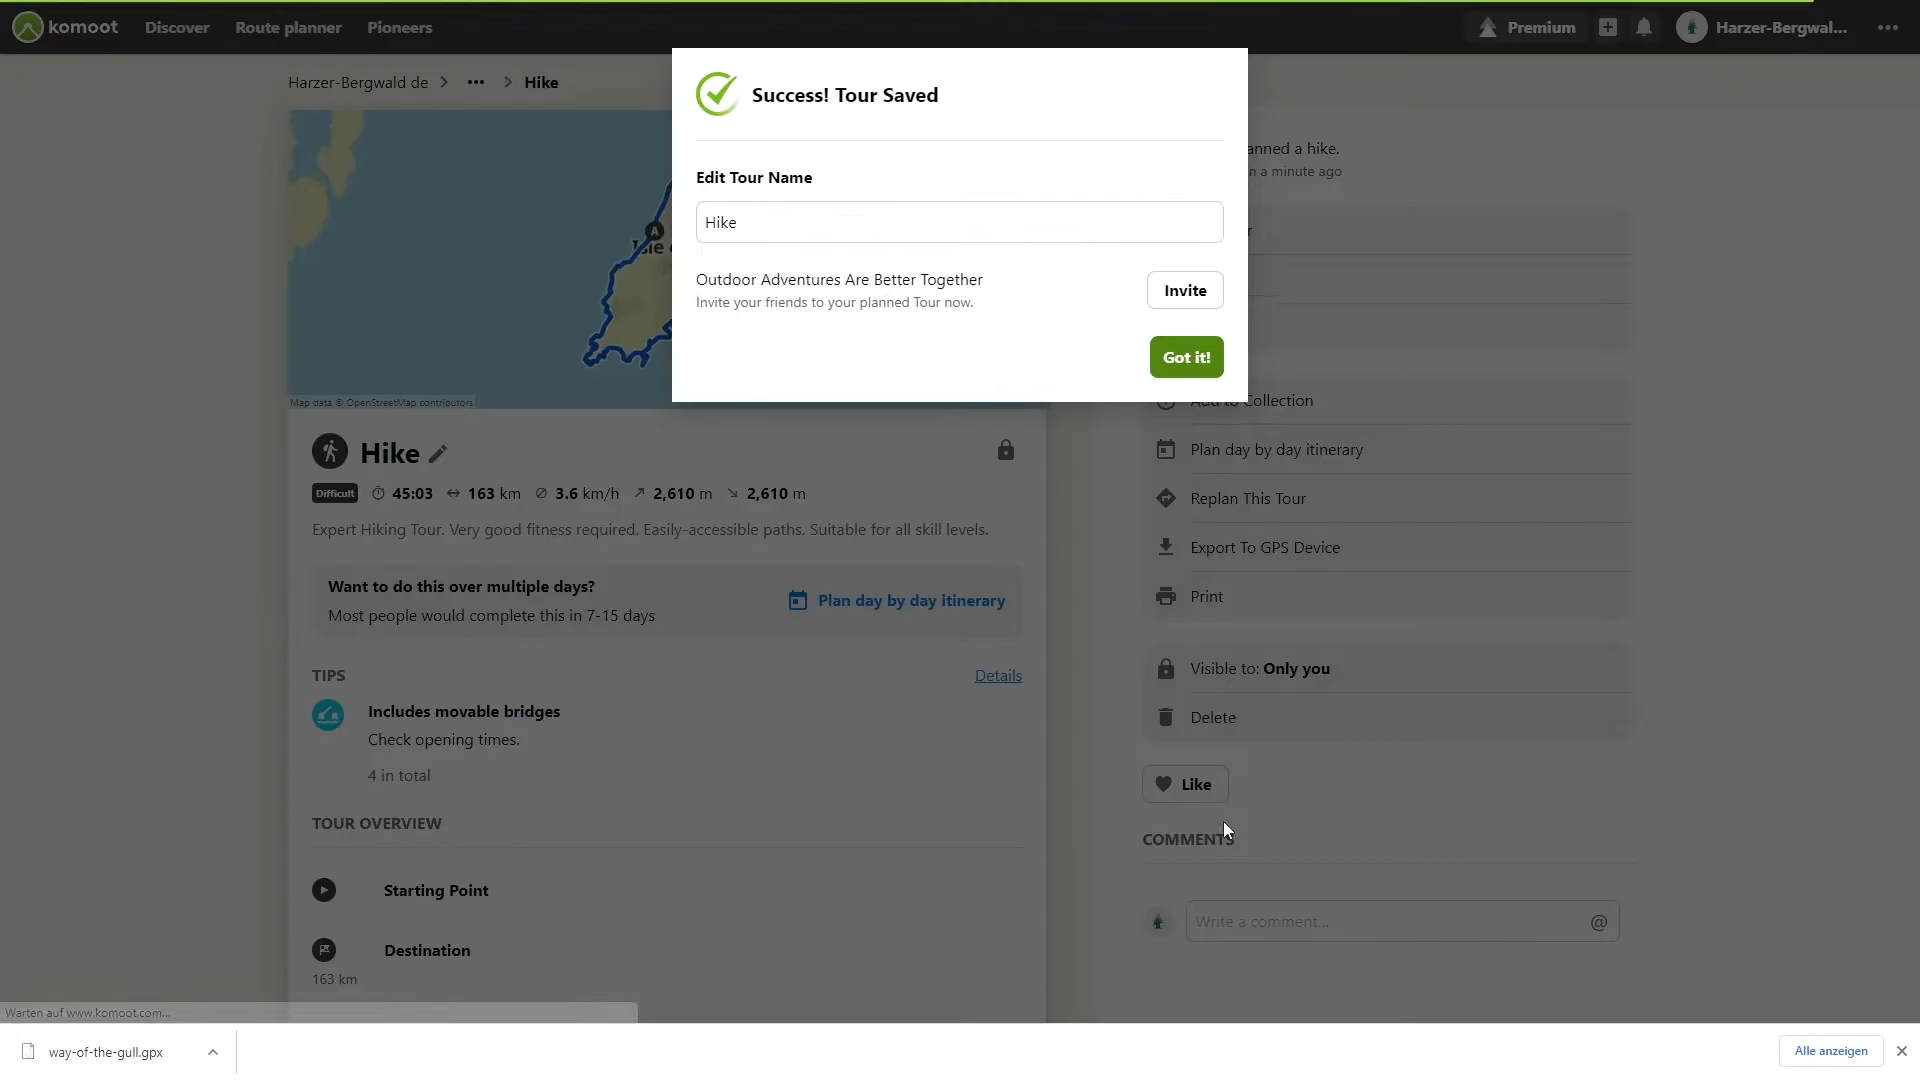 komoot Discover Route planner Pioneers Premium Harzer-Bergwal... •••
Harzer-Bergwald de > ••• > Hike
Success! Tour Saved
Edit Tour Name
Hike
Outdoor Adventures Are Better Together
Invite your friends to your planned Tour now.
Invite
Got it!
anned a hike.
a minute ago
A
Isle
Map data © OpenStreetMap contributors
Hike
Difficult 45:03 163 km 3.6 km/h 2,610 m 2,610 m
Expert Hiking Tour. Very good fitness required. Easily-accessible paths. Suitable for all skill levels.
Want to do this over multiple days?
Most people would complete this in 7-15 days
Plan day by day itinerary
TIPS
Details
Includes movable bridges
Check opening times.
4 in total
TOUR OVERVIEW
Starting Point
Destination
163 km
Add to Collection
Plan day by day itinerary
Replan This Tour
Export To GPS Device
Print
Visible to: Only you
Delete
Like
COMMENTS
Write a comment... @
Warten auf www.komoot.com...
way-of-the-gull.gpx
Alle anzeigen